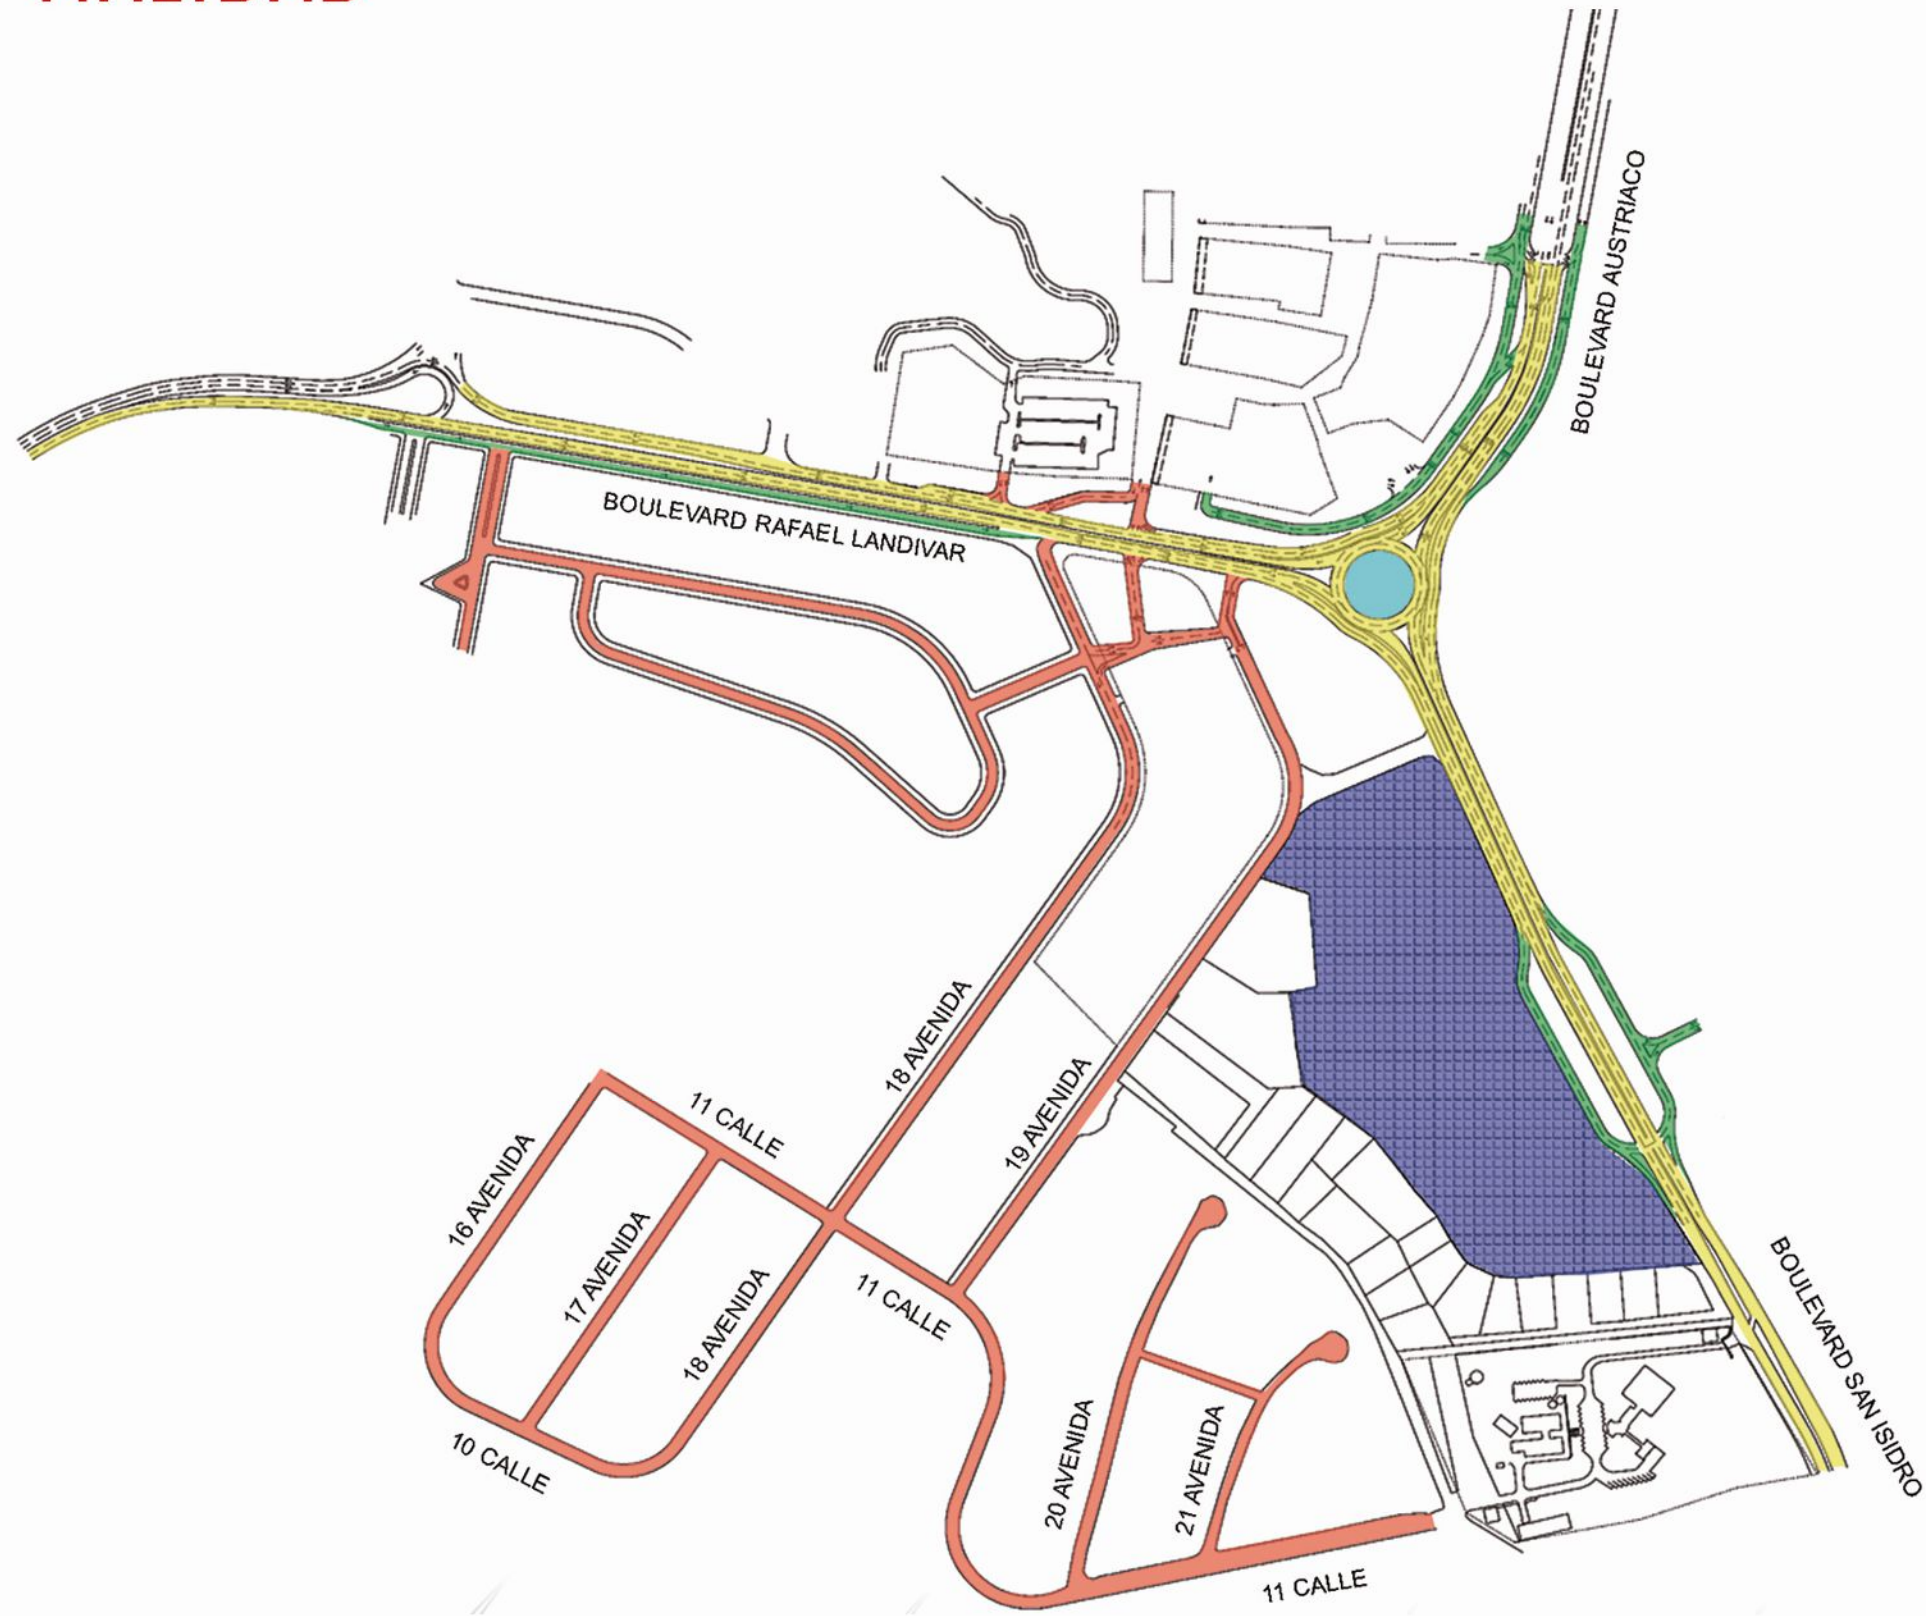 BOULEVARD AUSTRIACO
BOULEVARD RAFAEL LANDIVAR
18 AVENIDA
11 CALLE
19 AVENIDA
16 AVENIDA
17 AVENIDA
18 AVENIDA
11 CALLE
BOULEVARD SAN ISIDRO
10 CALLE
20 AVENIDA
21 AVENIDA
11 CALLE